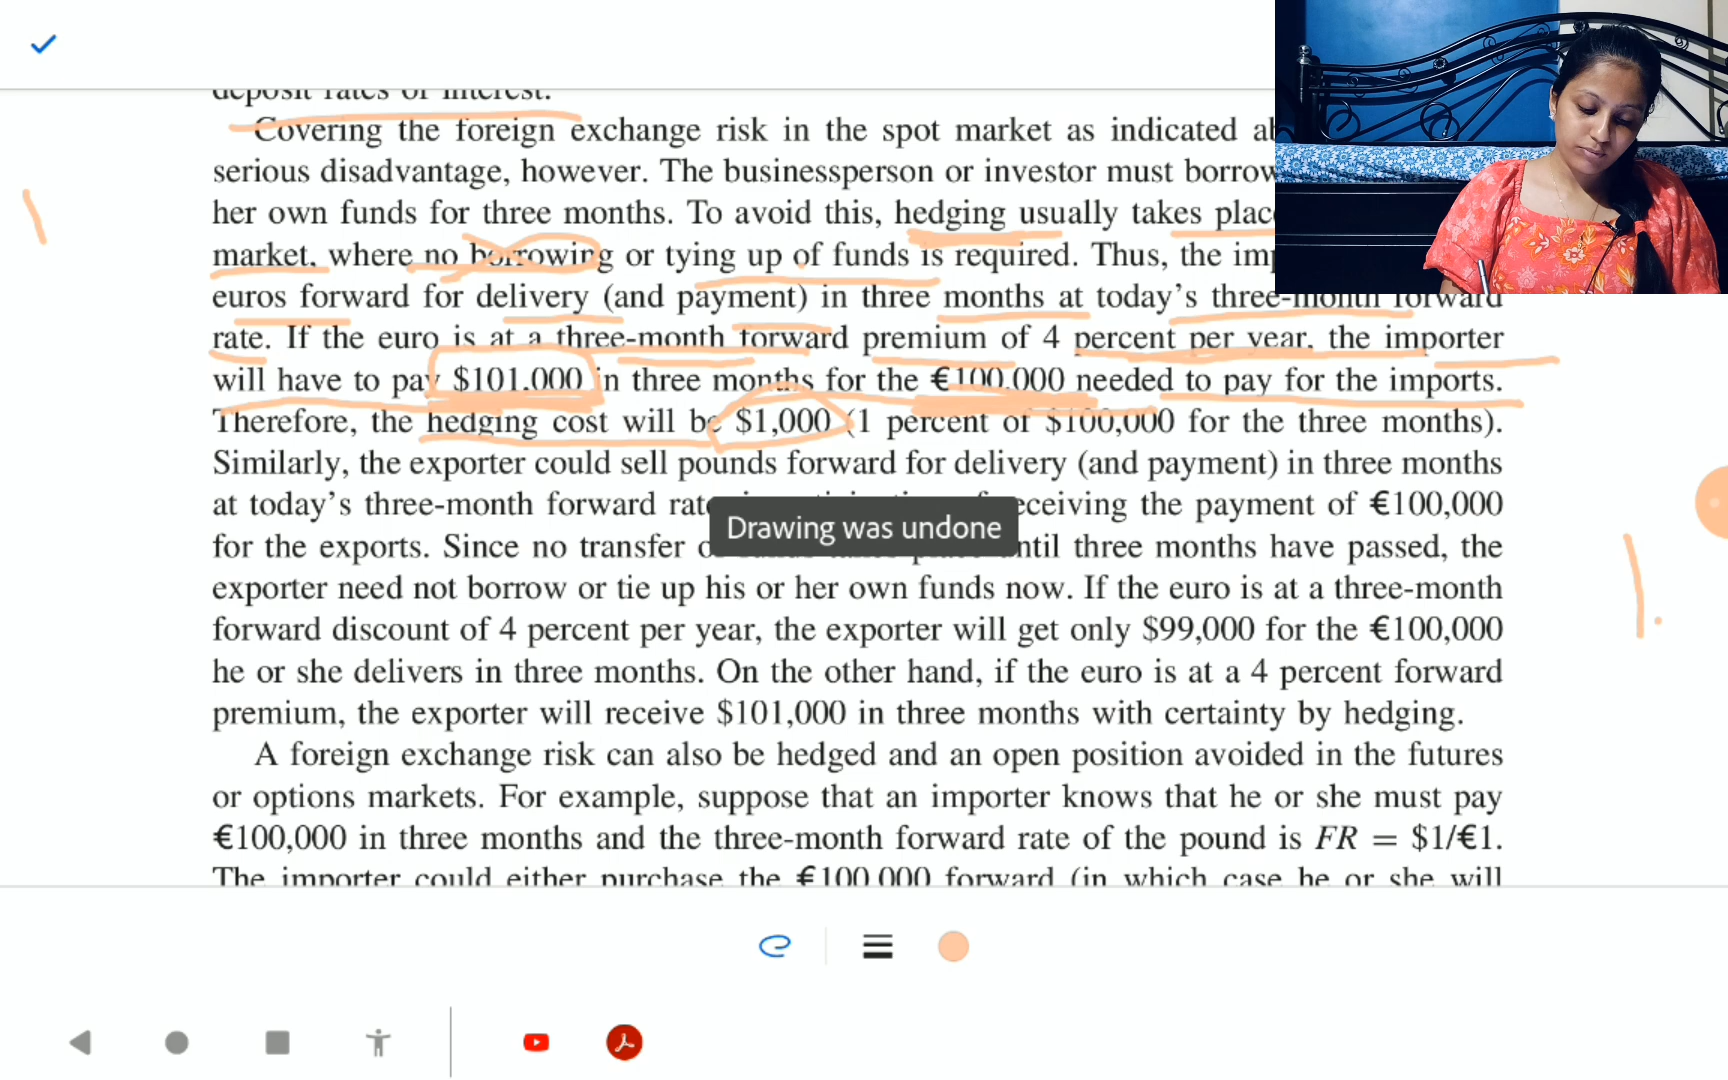 deposit rates of interest.
Covering the foreign exchange risk in the spot market as indicated
serious disadvantage, however. The businessperson or investor must borrow
her own funds for three months. To avoid this, hedging usually takes
market, where no borrowing or tying up of funds is required. Thus, the
euros forward for delivery (and payment) in three months at today's three-month forward
rate. If the euro is at a three-month forward premium of 4 percent per year, the importer
will have to pay $101,000 in three months for the €100,000 needed to pay for the imports.
Therefore, the hedging cost will be $1,000 (1 percent of $100,000 for the three months).
Similarly, the exporter could sell pounds forward for delivery (and payment) in three months
at today's three-month forward receiving the payment of €100,000
Drawing was undone
for the exports. Since no transfer until three months have passed, the
exporter need not borrow or tie up his or her own funds now. If the euro is at a three-month
forward discount of 4 percent per year, the exporter will get only $99,000 for the €100,000
he or she delivers in three months. On the other hand, if the euro is at a 4 percent forward
premium, the exporter will receive $101,000 in three months with certainty by hedging.
A foreign exchange risk can also be hedged and an open position avoided in the futures
or options markets. For example, suppose that an importer knows that he or she must pay
€100,000 in three months and the three-month forward rate of the pound is FR = $1/€1.
The importer could either purchase the €100,000 forward (in which case he or she will